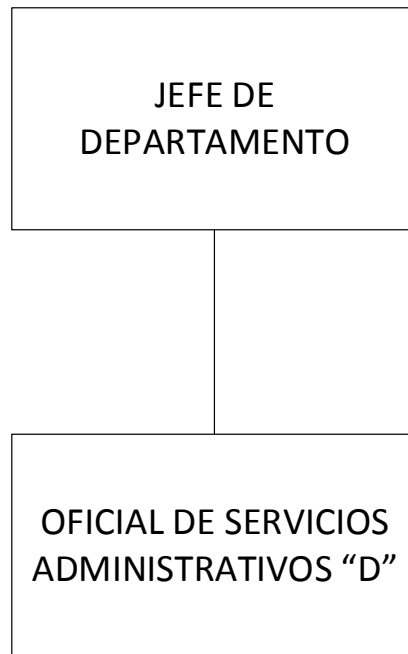 JEFE DE
DEPARTAMENTO
OFICIAL DE SERVICIOS
ADMINISTRATIVOS “D”